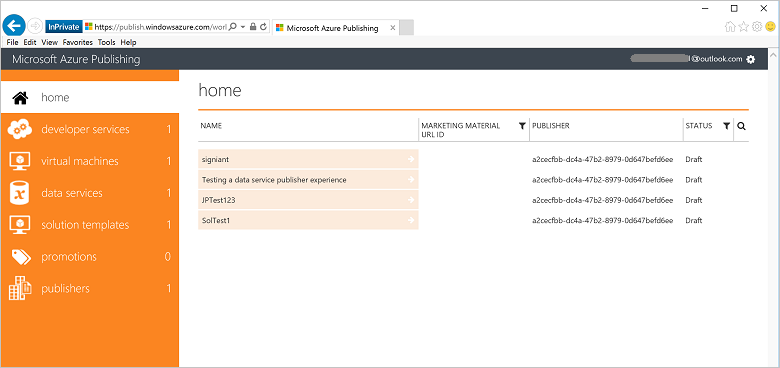 InPrivate https://publish.windowsazure.com/worl Microsoft Azure Publishing
File Edit View Favorites Tools Help
Microsoft Azure Publishing @outlook.com
home
home
NAME MARKETING MATERIAL URL ID PUBLISHER STATUS
developer services 1
virtual machines 1
data services 1
solution templates 1
promotions 0
publishers 1
signiant a2cecfbb-dc4a-47b2-8979-0d647befd6ee Draft
Testing a data service publisher experience a2cecfbb-dc4a-47b2-8979-0d647befd6ee Draft
JPTest123 a2cecfbb-dc4a-47b2-8979-0d647befd6ee Draft
SolTest1 a2cecfbb-dc4a-47b2-8979-0d647befd6ee Draft